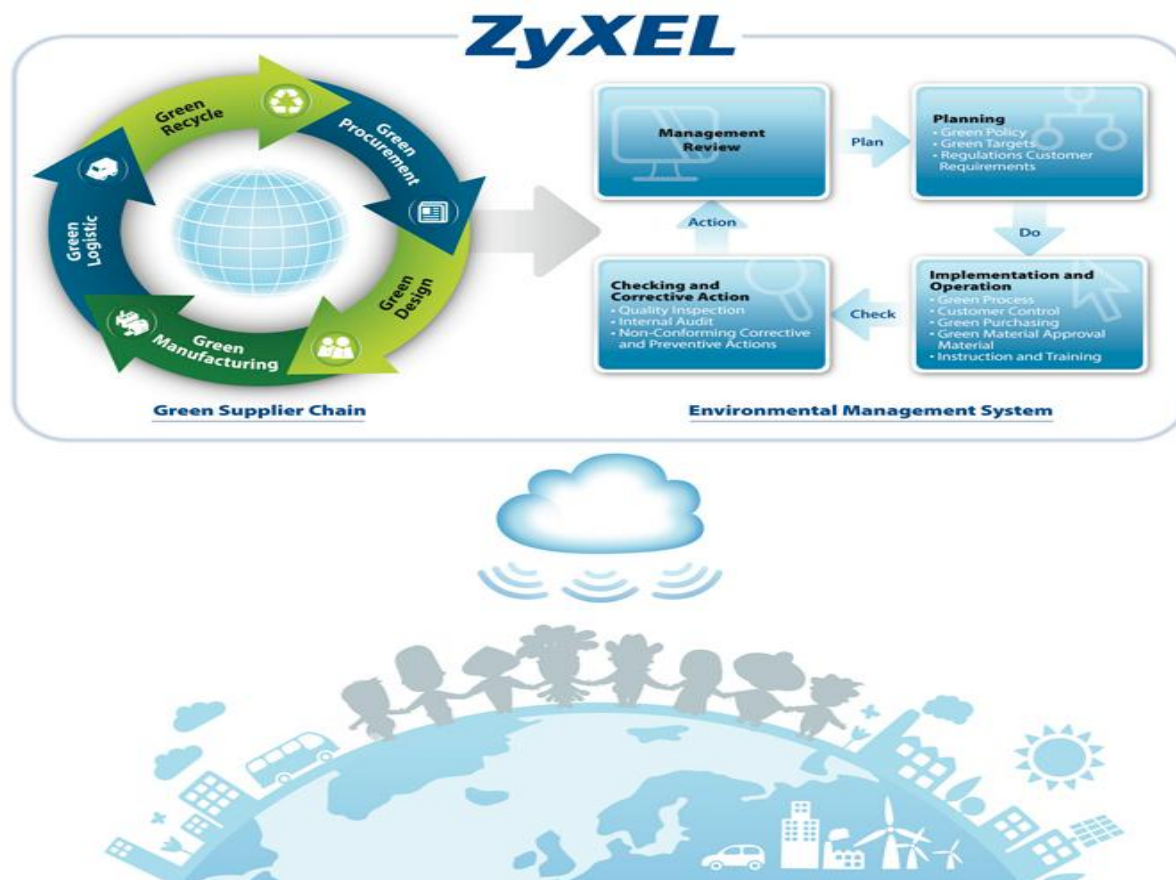 ZyXEL
Green
Recycle
Green
Procurement
Green
Design
Green
Manufacturing
Green
Logistic
Green Supplier Chain
Management
Review
Plan
Planning
• Green Policy
• Green Targets
• Regulations Customer
Requirements
Do
Implementation and
Operation
• Green Process
• Customer Control
• Green Purchasing
• Green Material Approval
Material
• Instruction and Training
Check
Checking and
Corrective Action
• Quality Inspection
• Internal Audit
• Non-Conforming Corrective
and Preventive Actions
Action
Environmental Management System